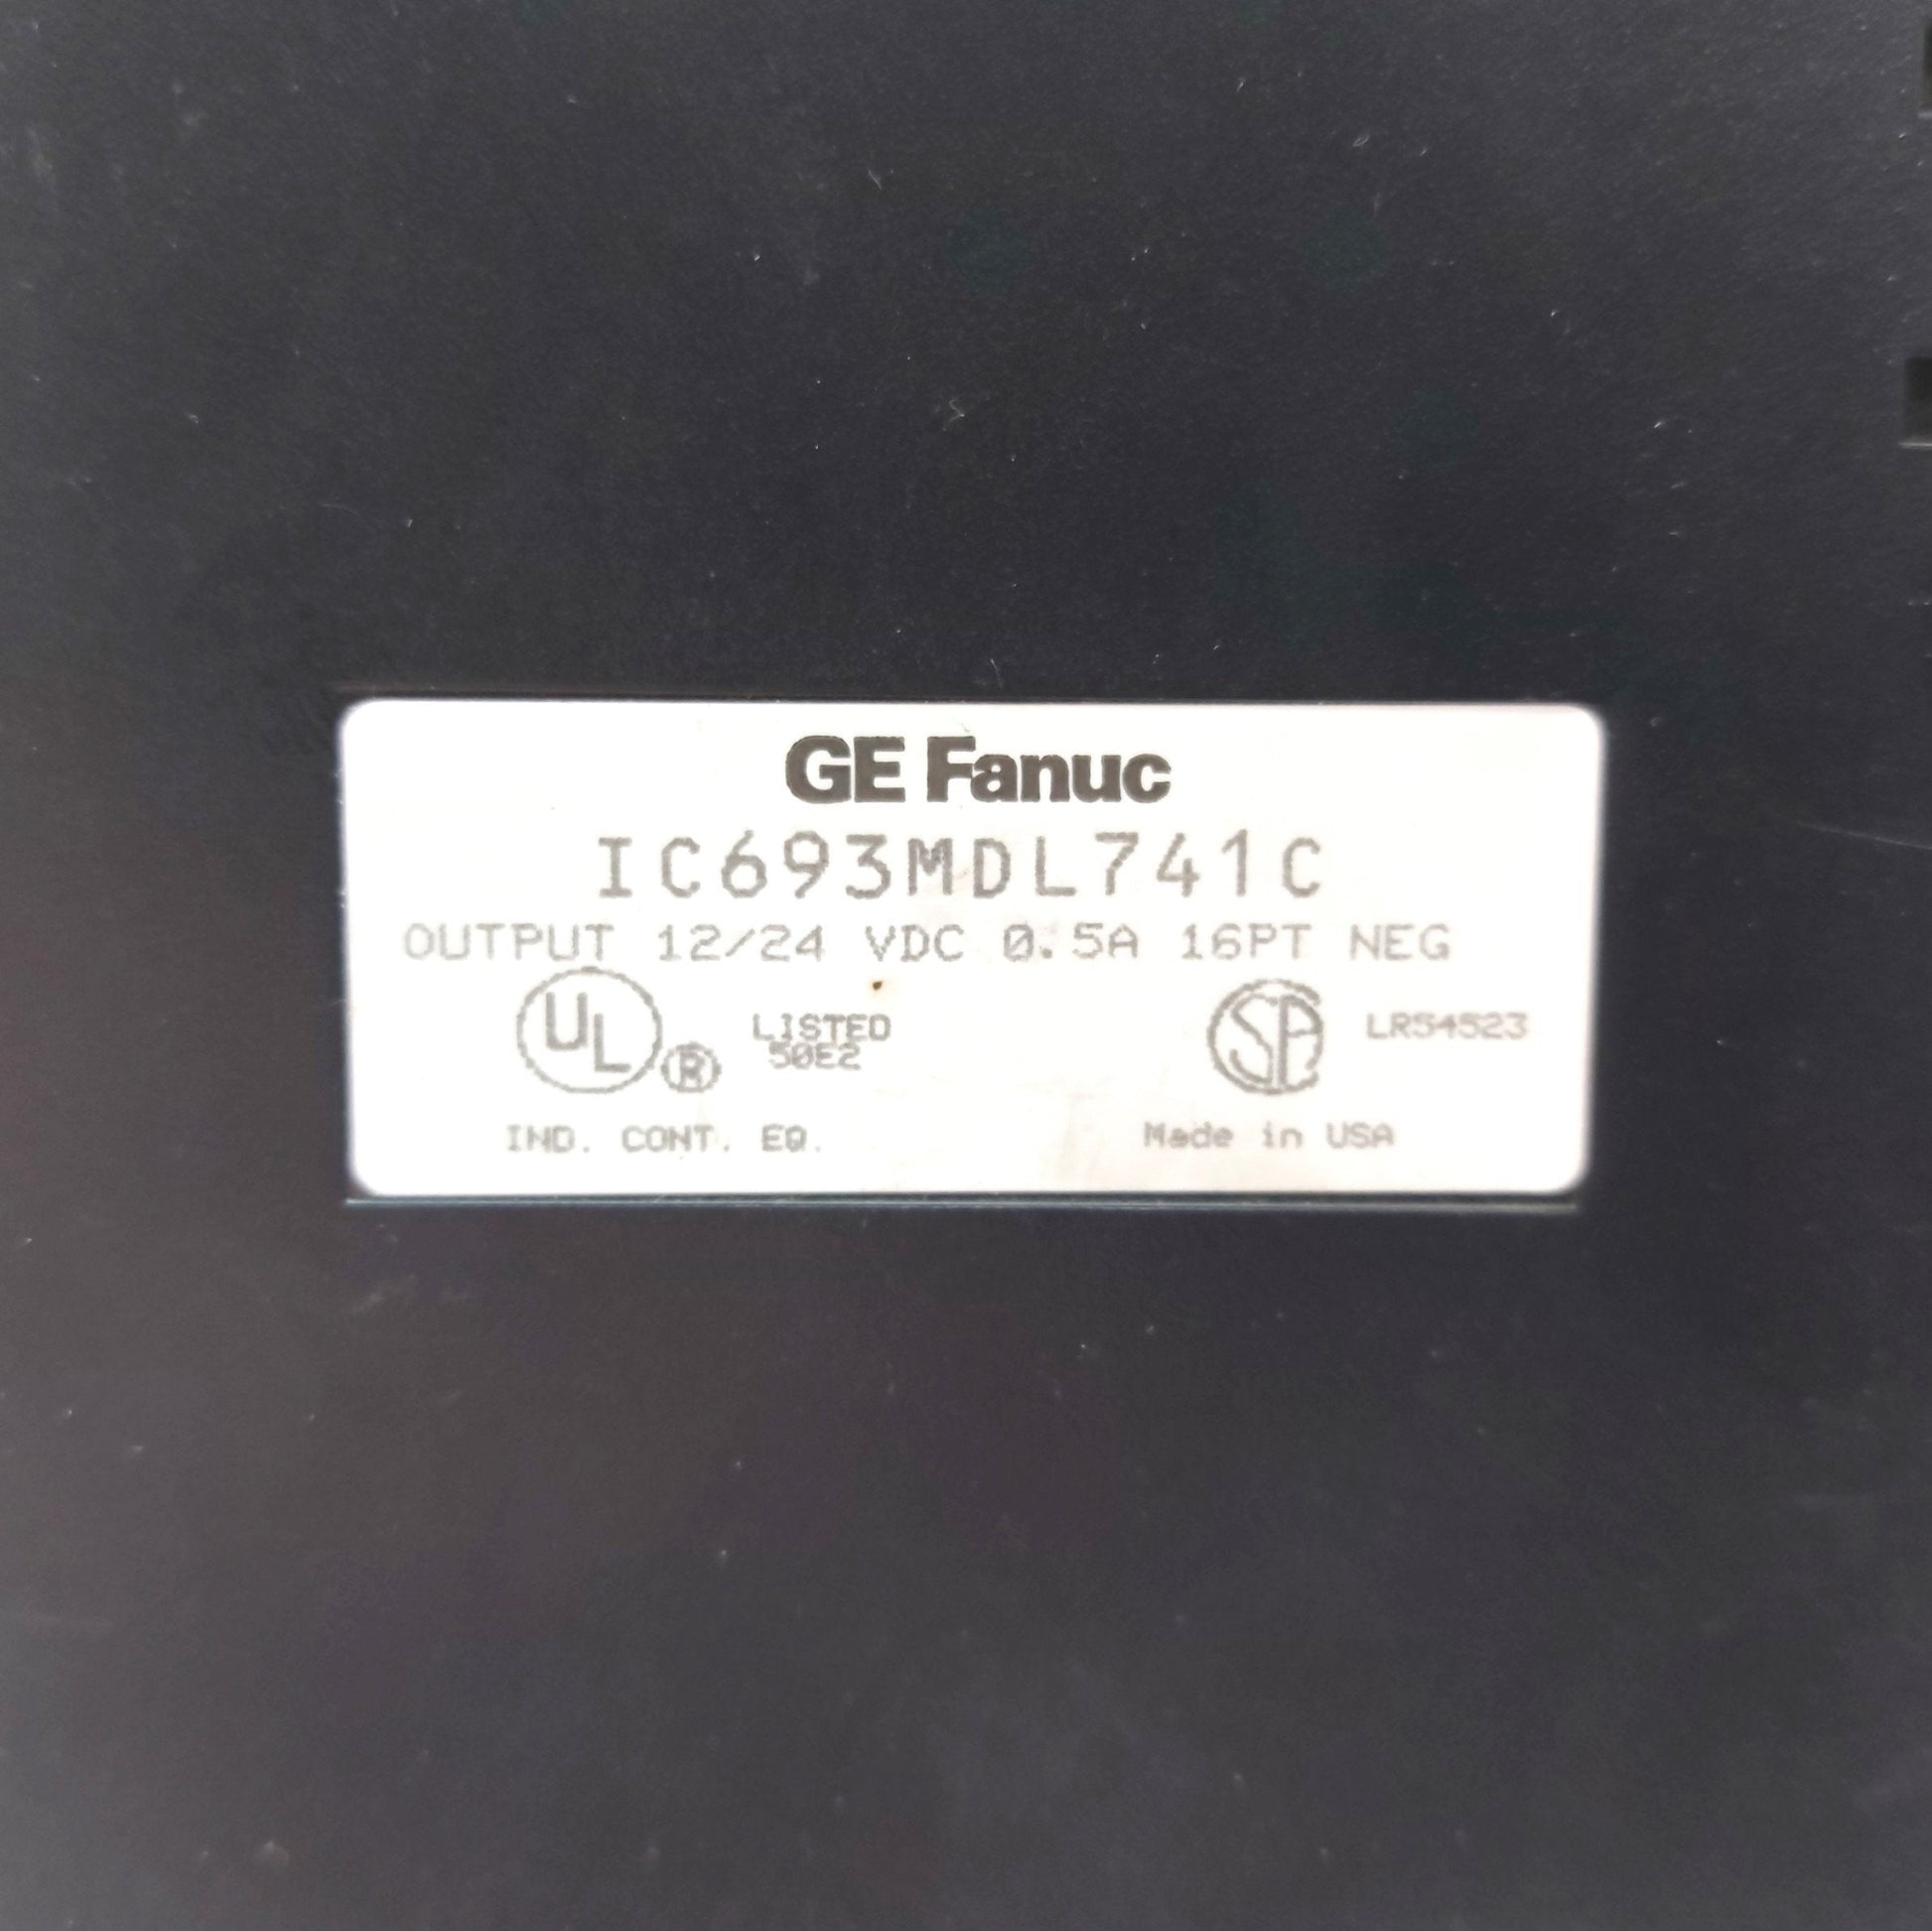 GE Fanuc
IC693MDL741C
OUTPUT 12/24 VDC 0.5A 16PT NEG
UL ® LISTED
50E2
SA LR54523
IND. CONT. EQ. Made in USA